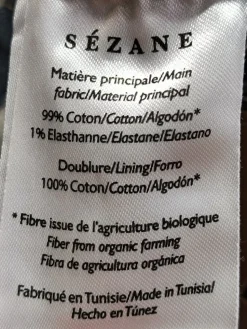 SÉZANE
Matière principale/Main
fabric/Material principal
99% Coton/Cotton/Algodón*
1% Elasthanne/Elastane/Elastano
Doublure/Lining/Forro
100% Coton/Cotton/Algodón*
* Fibre issue de l'agriculture biologique
Fiber from organic farming
Fibra de agricultura orgánica
Fabriqué en Tunisie/Made in Tunisia/
Hecho en Túnez